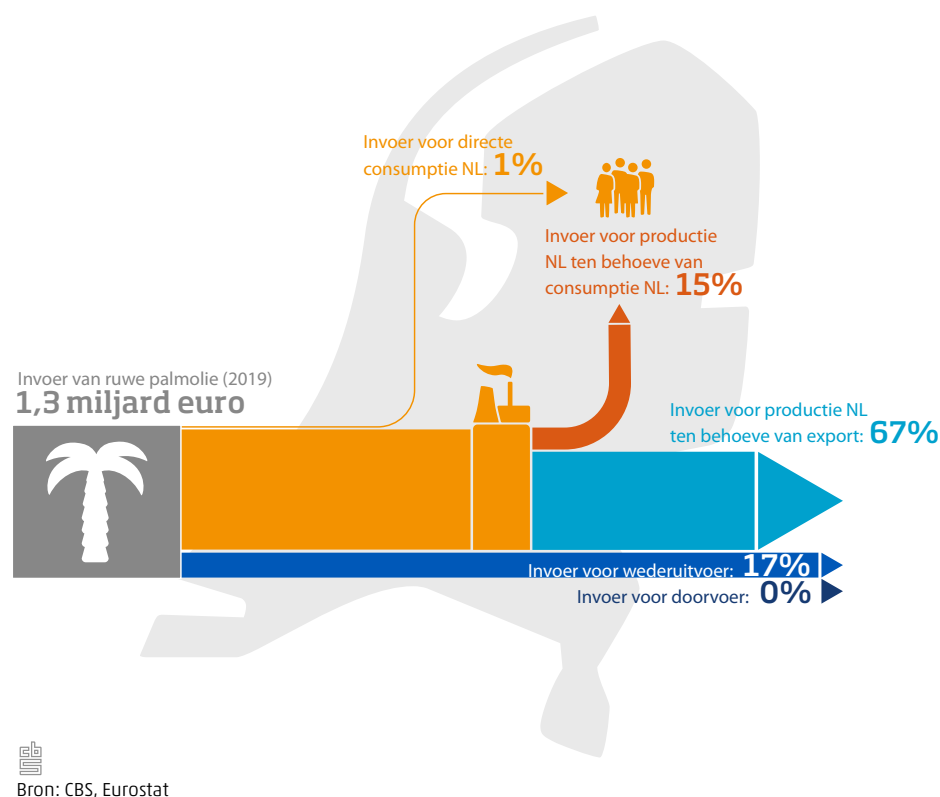 Invoer voor directe
consumptie NL: 1%
Invoer voor productie
NL ten behoeve van
consumptie NL: 15%
Invoer van ruwe palmolie (2019)
1,3 miljard euro
Invoer voor productie NL
ten behoeve van export: 67%
Invoer voor wederuitvoer: 17%
Invoer voor doorvoer: 0%
cbs
Bron: CBS, Eurostat